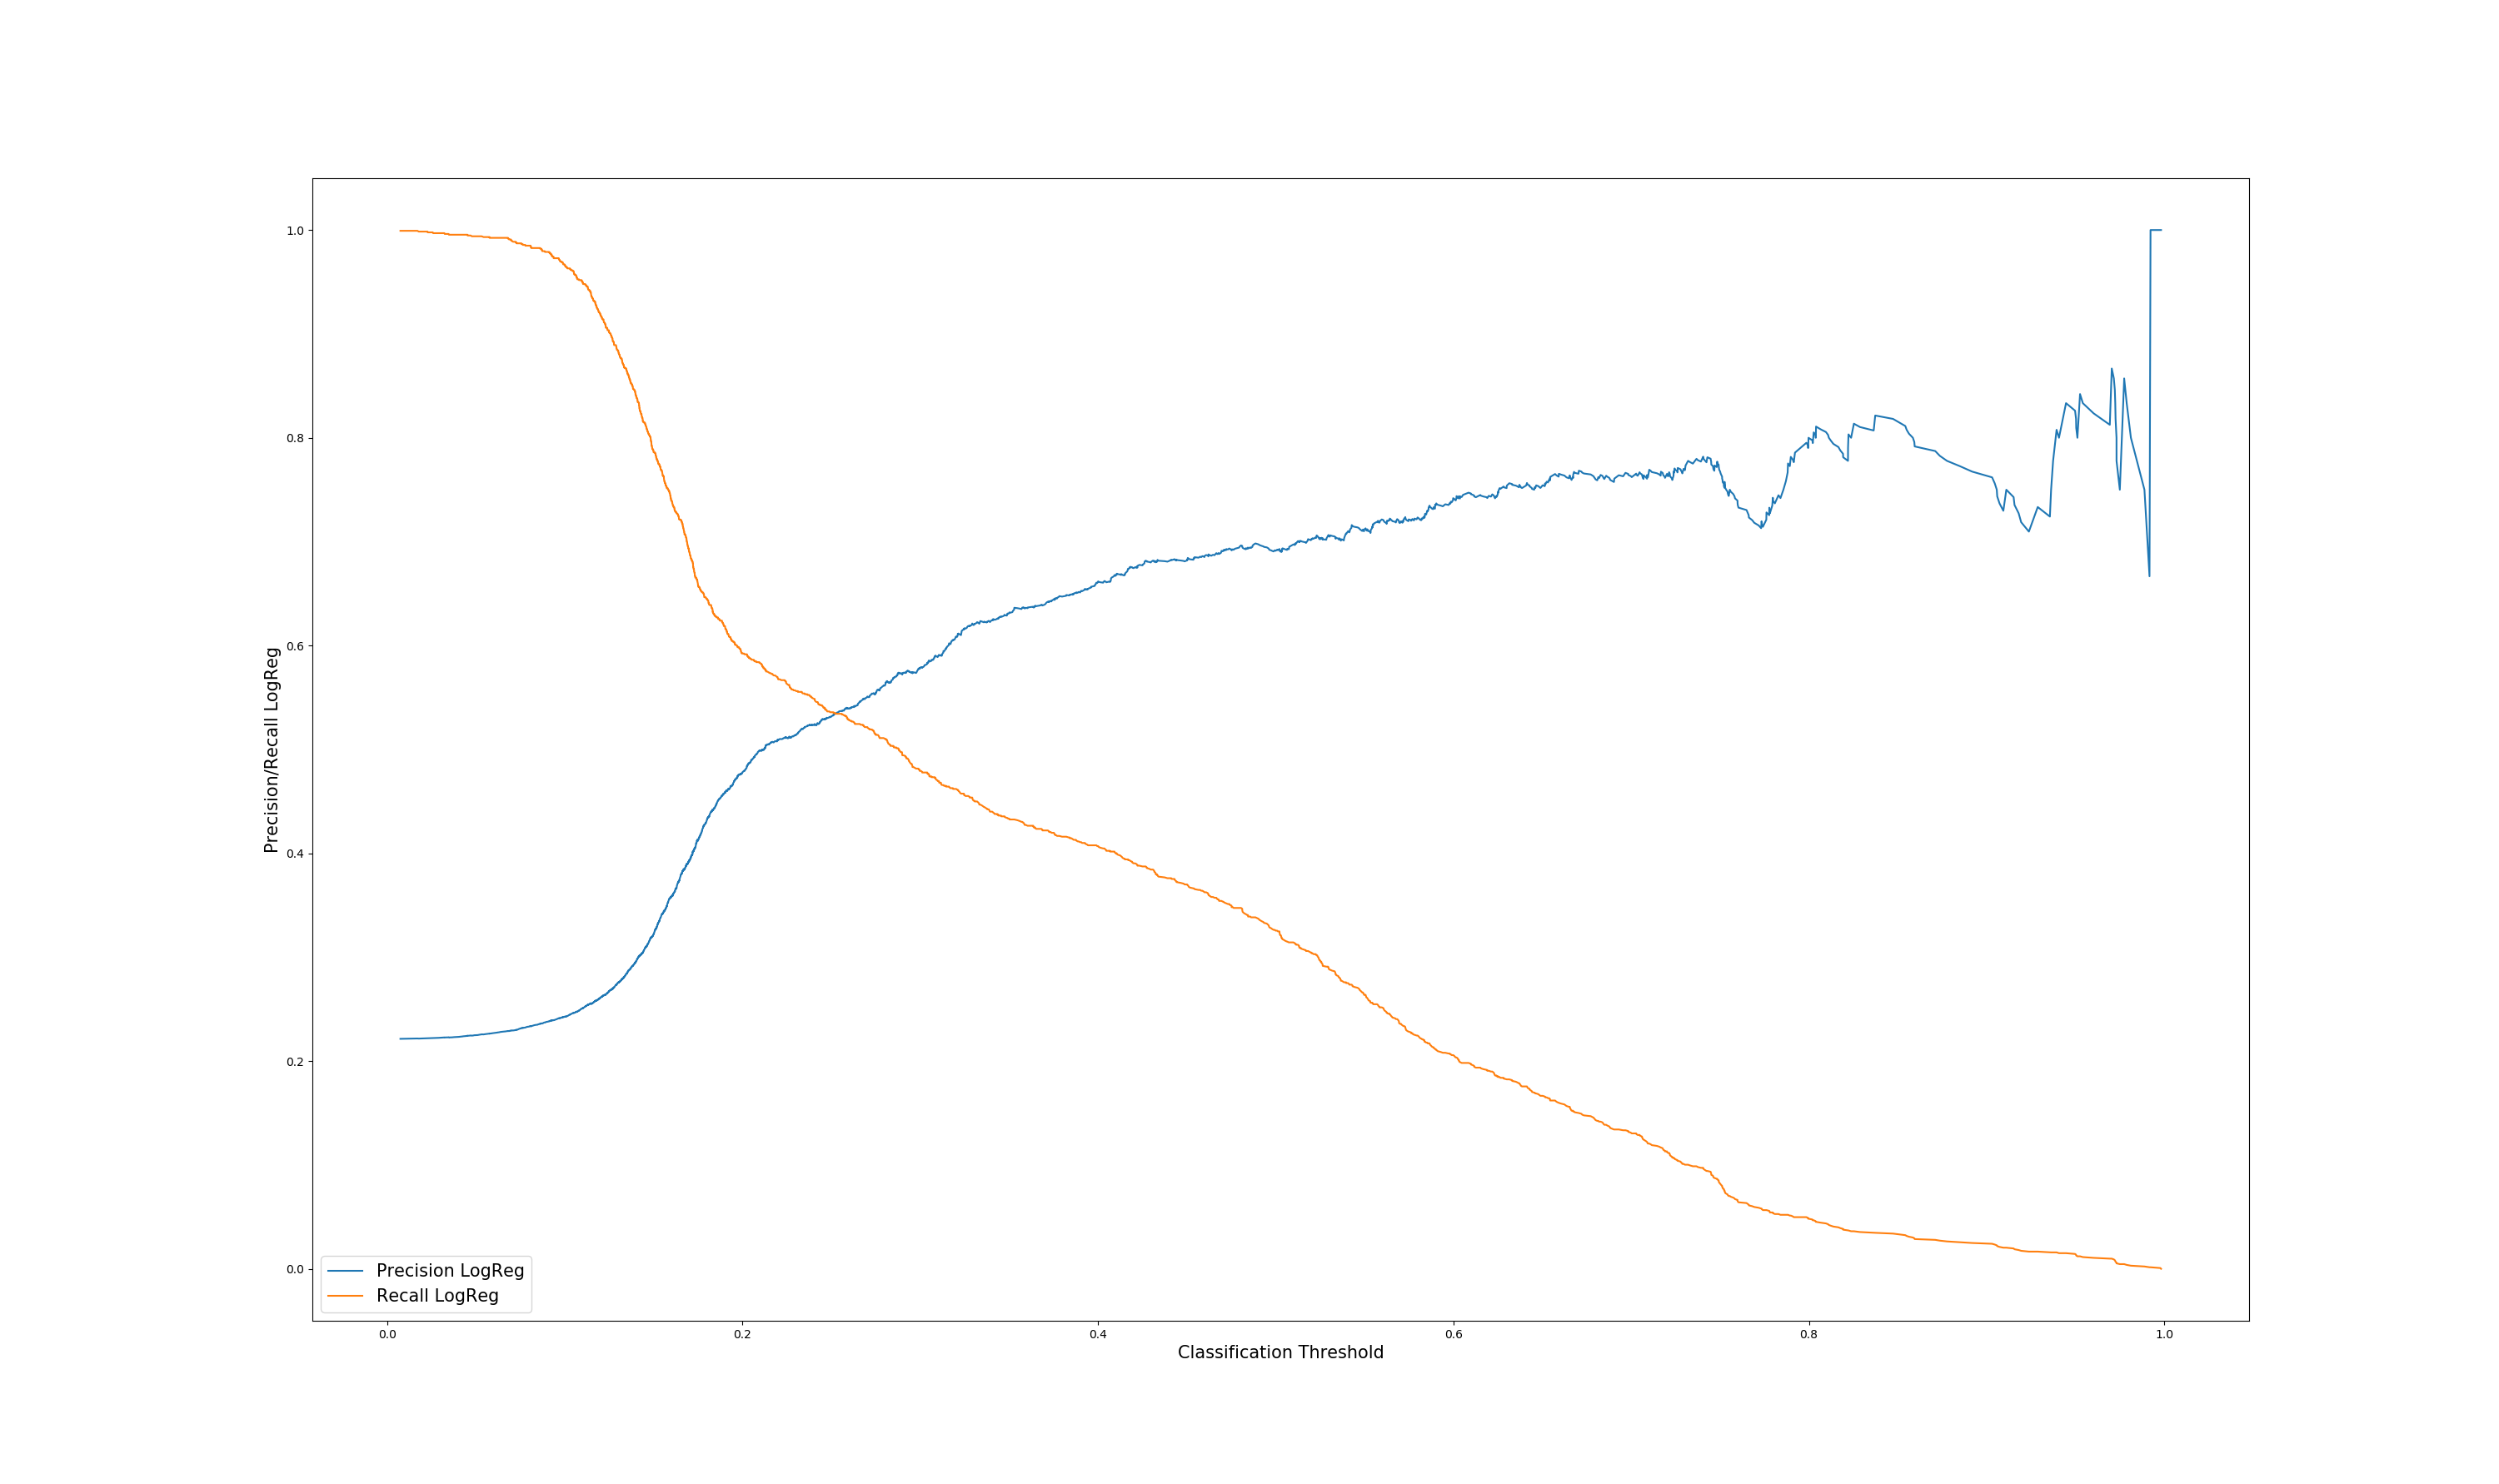 1.0
0.8
0.6
0.4
0.2
0.0
Precision/Recall LogReg
Precision LogReg
Recall LogReg
0.0 0.2 0.4 0.6 0.8 1.0
Classification Threshold